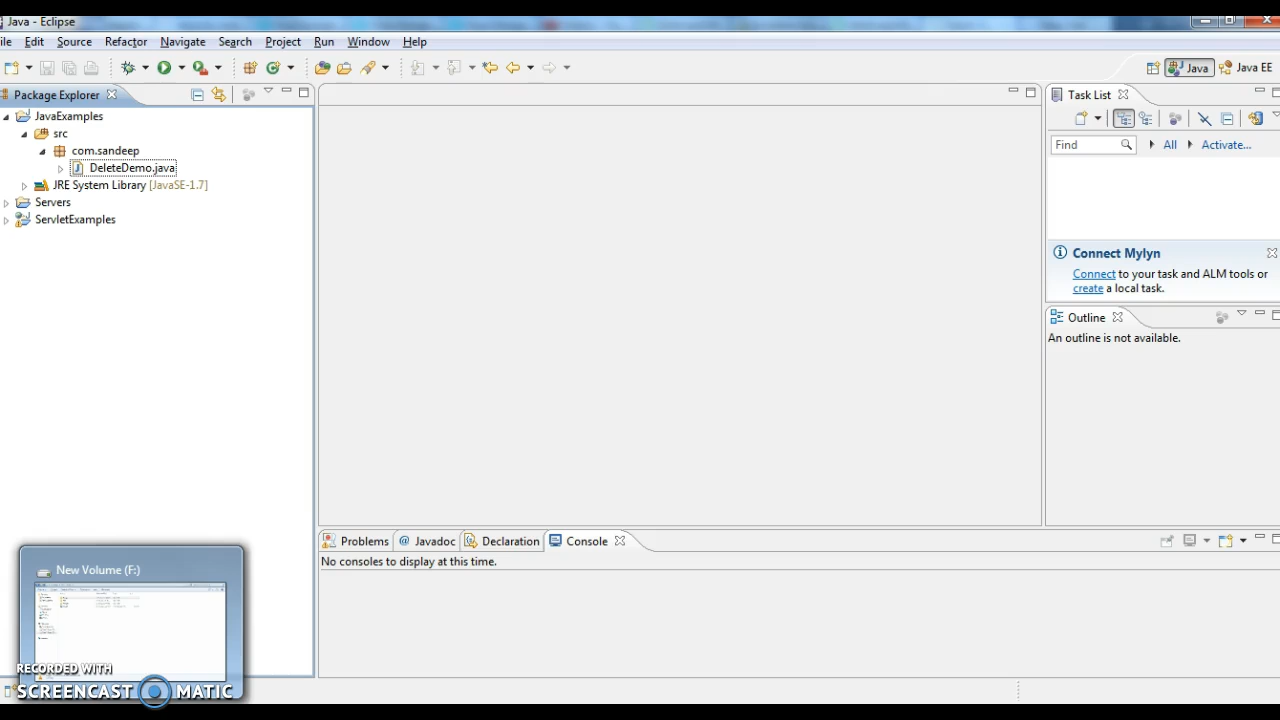 Java - Eclipse
ile Edit Source Refactor Navigate Search Project Run Window Help
Java Java EE
Package Explorer
JavaExamples
src
com.sandeep
DeleteDemo.java
JRE System Library [JavaSE-1.7]
Servers
ServletExamples
Task List
Find All Activate...
Connect Mylyn
Connect to your task and ALM tools or
create a local task.
Outline
An outline is not available.
Problems Javadoc Declaration Console
No consoles to display at this time.
New Volume (F:)
RECORDED WITH
SCREENCAST MATIC